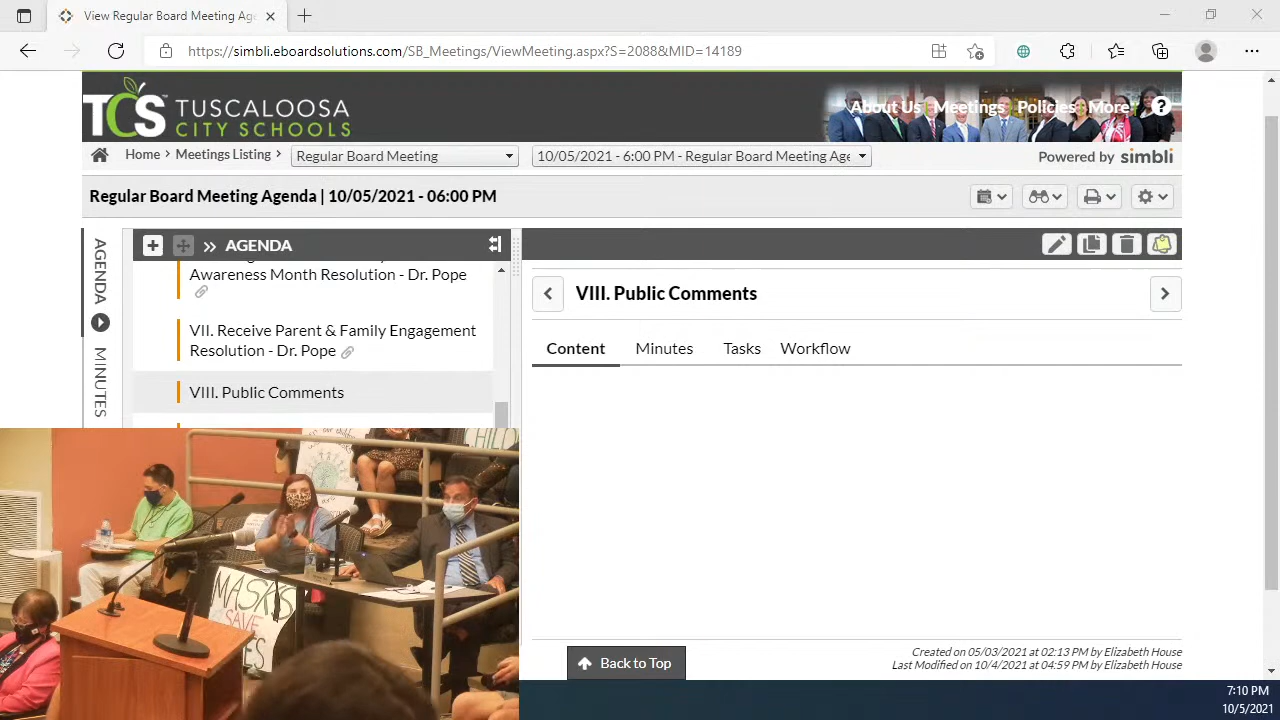 View Regular Board Meeting Age
https://simbli.eboardsolutions.com/SB_Meetings/ViewMeeting.aspx?S=2088&MID=14189
TCS TUSCALOOSA
CITY SCHOOLS
About Us Meetings Policies More
Home Meetings Listing Regular Board Meeting 10/05/2021 - 6:00 PM - Regular Board Meeting Age
Powered by simbli
Regular Board Meeting Agenda | 10/05/2021 - 06:00 PM
AGENDA
MINUTES
AGENDA
Awareness Month Resolution - Dr. Pope
VII. Receive Parent & Family Engagement
Resolution - Dr. Pope
VIII. Public Comments
VIII. Public Comments
Content Minutes Tasks Workflow
CHILD
MASKS
SAVE
Back to Top
Created on 05/03/2021 at 02:13 PM by Elizabeth House
Last Modified on 10/4/2021 at 04:59 PM by Elizabeth House
7:10 PM
10/5/2021